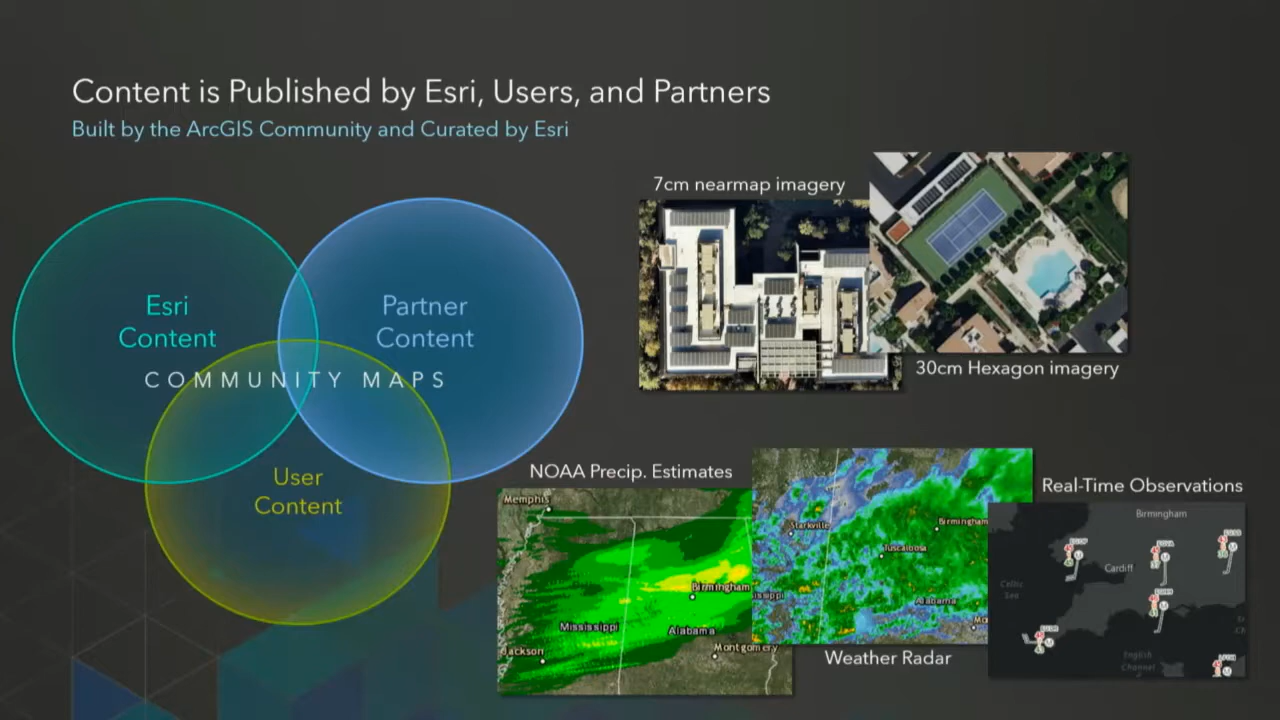 Content is Published by Esri, Users, and Partners
Built by the ArcGIS Community and Curated by Esri
Esri
Content
Partner
Content
COMMUNITY MAPS
User
Content
7cm nearmap imagery
30cm Hexagon imagery
NOAA Precip. Estimates
Memphis
Birmingham
Mississippi
Alabama
Jackson
Montgomery
Starkville
Birmingham
Tuscaloosa
Alabama
Weather Radar
Real-Time Observations
Birmingham
Cardiff
Celtic
Sea
English
Channel